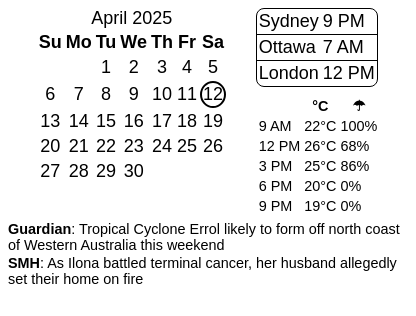 April 2025
Su Mo Tu We Th Fr Sa
1 2 3 4 5
6 7 8 9 10 11 12
13 14 15 16 17 18 19
20 21 22 23 24 25 26
27 28 29 30
Sydney 9 PM
Ottawa 7 AM
London 12 PM
°C ☂
9 AM 22°C 100%
12 PM 26°C 68%
3 PM 25°C 86%
6 PM 20°C 0%
9 PM 19°C 0%
Guardian: Tropical Cyclone Errol likely to form off north coast
of Western Australia this weekend
SMH: As Ilona battled terminal cancer, her husband allegedly
set their home on fire